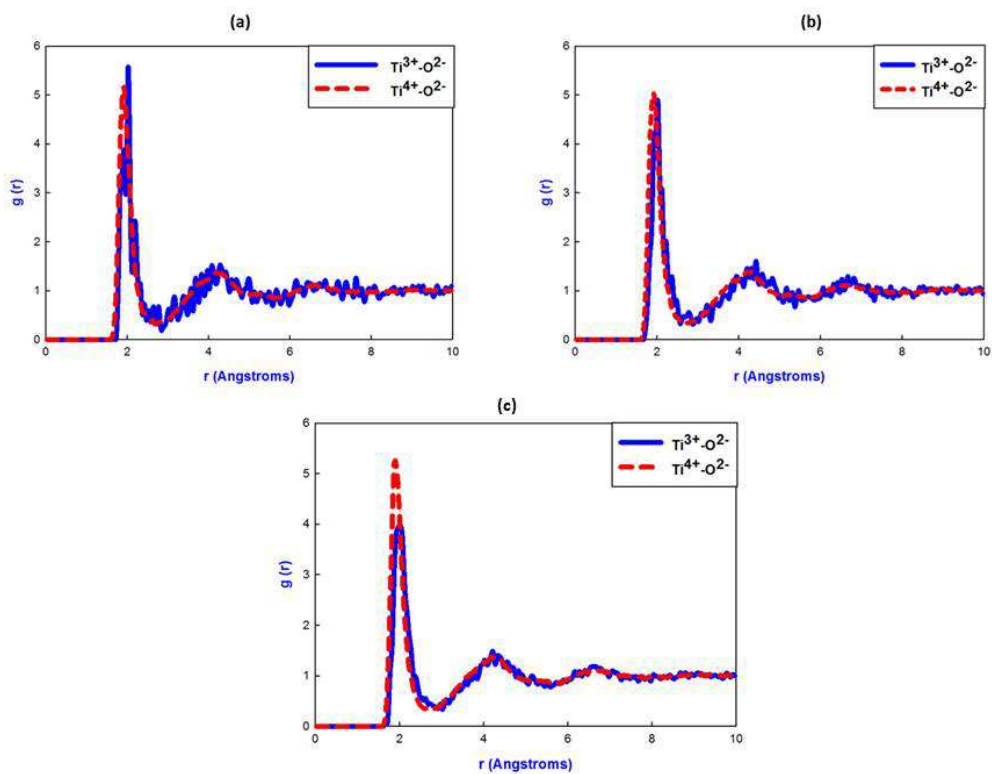 (a)
6
5
4
3
2
1
0
g (r)
0 2 4 6 8 10
r (Angstroms)
Ti³⁺-O²⁻
Ti⁴⁺-O²⁻
(b)
6
5
4
3
2
1
0
g (r)
0 2 4 6 8 10
r (Angstroms)
Ti³⁺-O²⁻
Ti⁴⁺-O²⁻
(c)
6
5
4
3
2
1
0
g (r)
0 2 4 6 8 10
r (Angstroms)
Ti³⁺-O²⁻
Ti⁴⁺-O²⁻